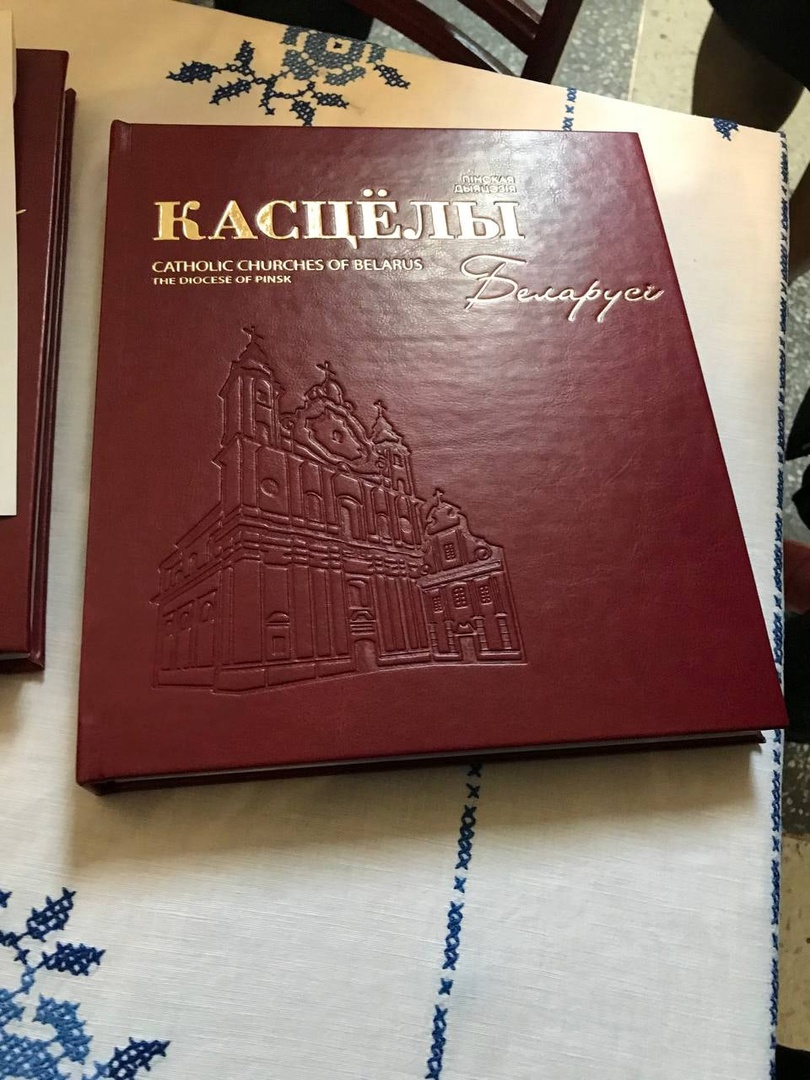 ПІНСКАЯ
ДЫЯЦЭЗІЯ
КАСЦЁЛЫ
CATHOLIC CHURCHES OF BELARUS
THE DIOCESE OF PINSK
Беларусі